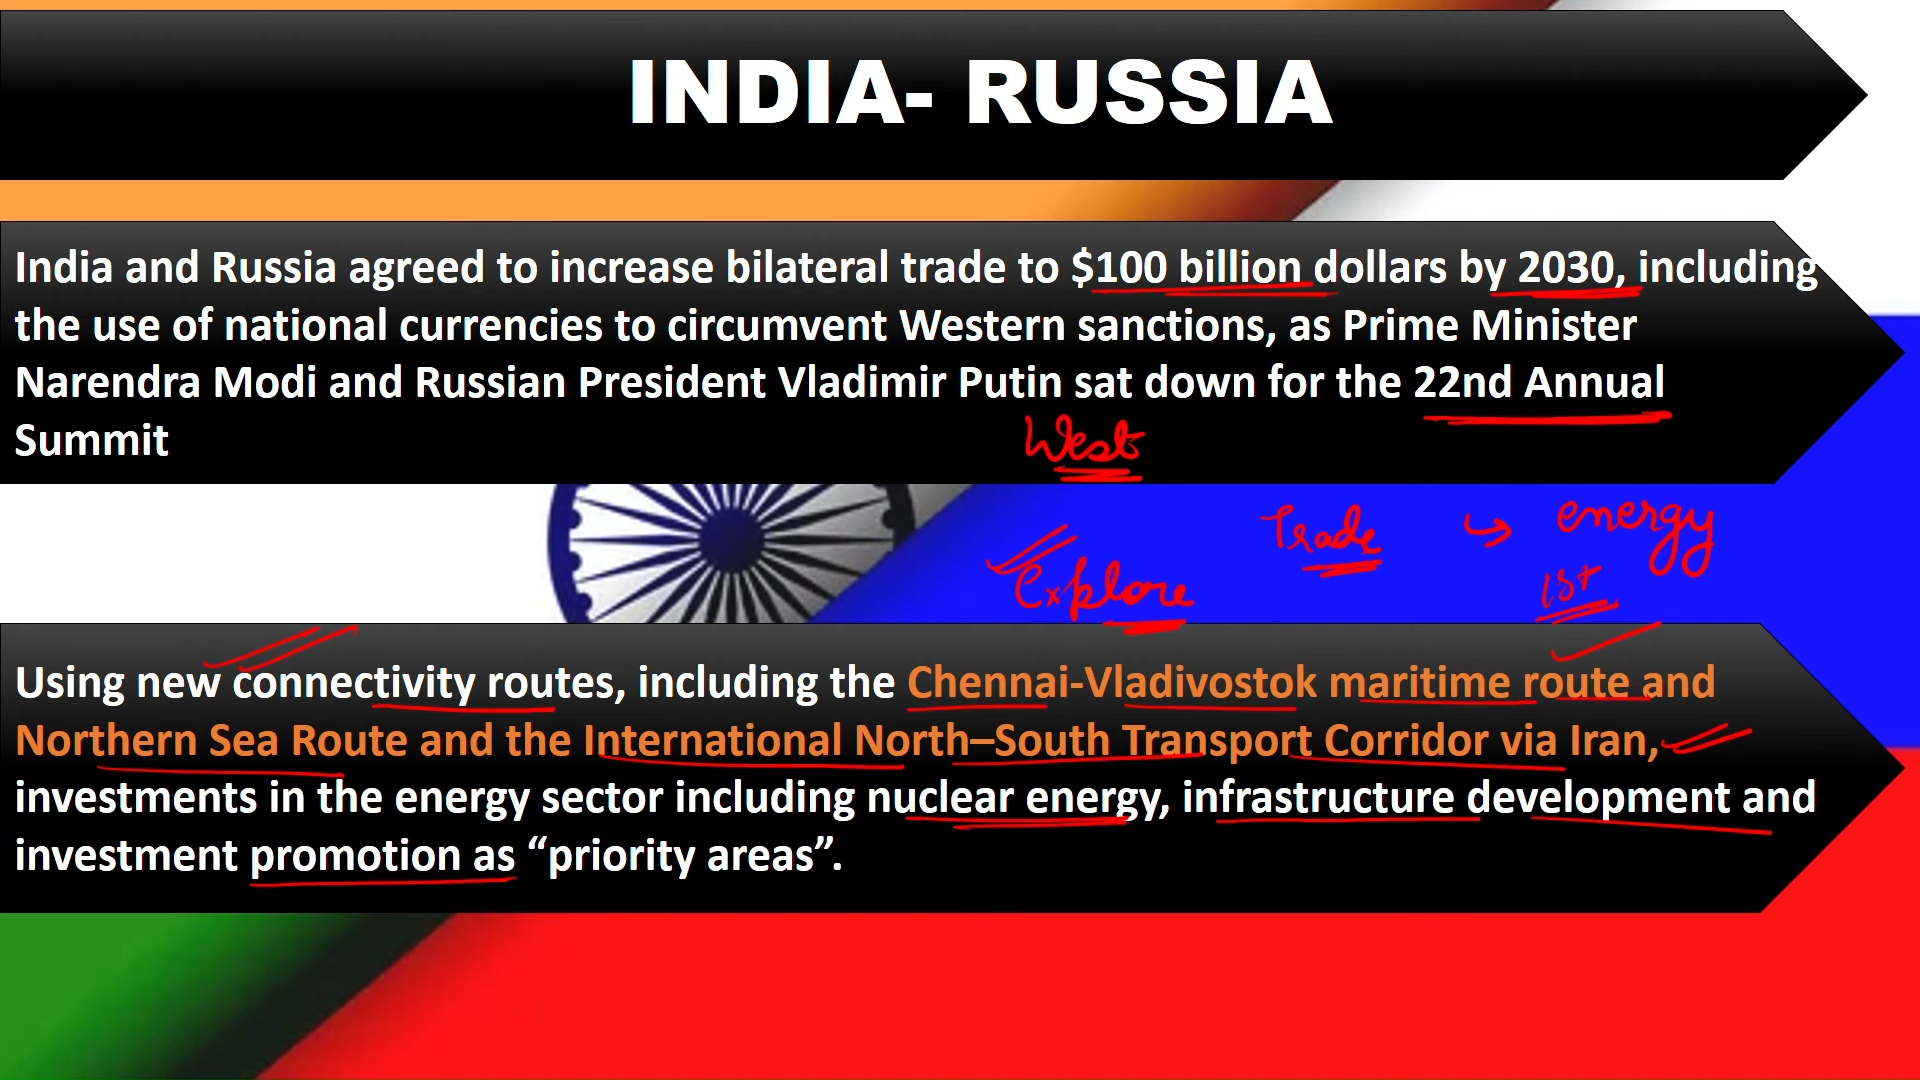 INDIA- RUSSIA
India and Russia agreed to increase bilateral trade to $100 billion dollars by 2030, including
the use of national currencies to circumvent Western sanctions, as Prime Minister
Narendra Modi and Russian President Vladimir Putin sat down for the 22nd Annual
Summit
West
Trade ↪ energy
Explore
1st
Using new connectivity routes, including the Chennai-Vladivostok maritime route and
Northern Sea Route and the International North–South Transport Corridor via Iran,
investments in the energy sector including nuclear energy, infrastructure development and
investment promotion as “priority areas”.